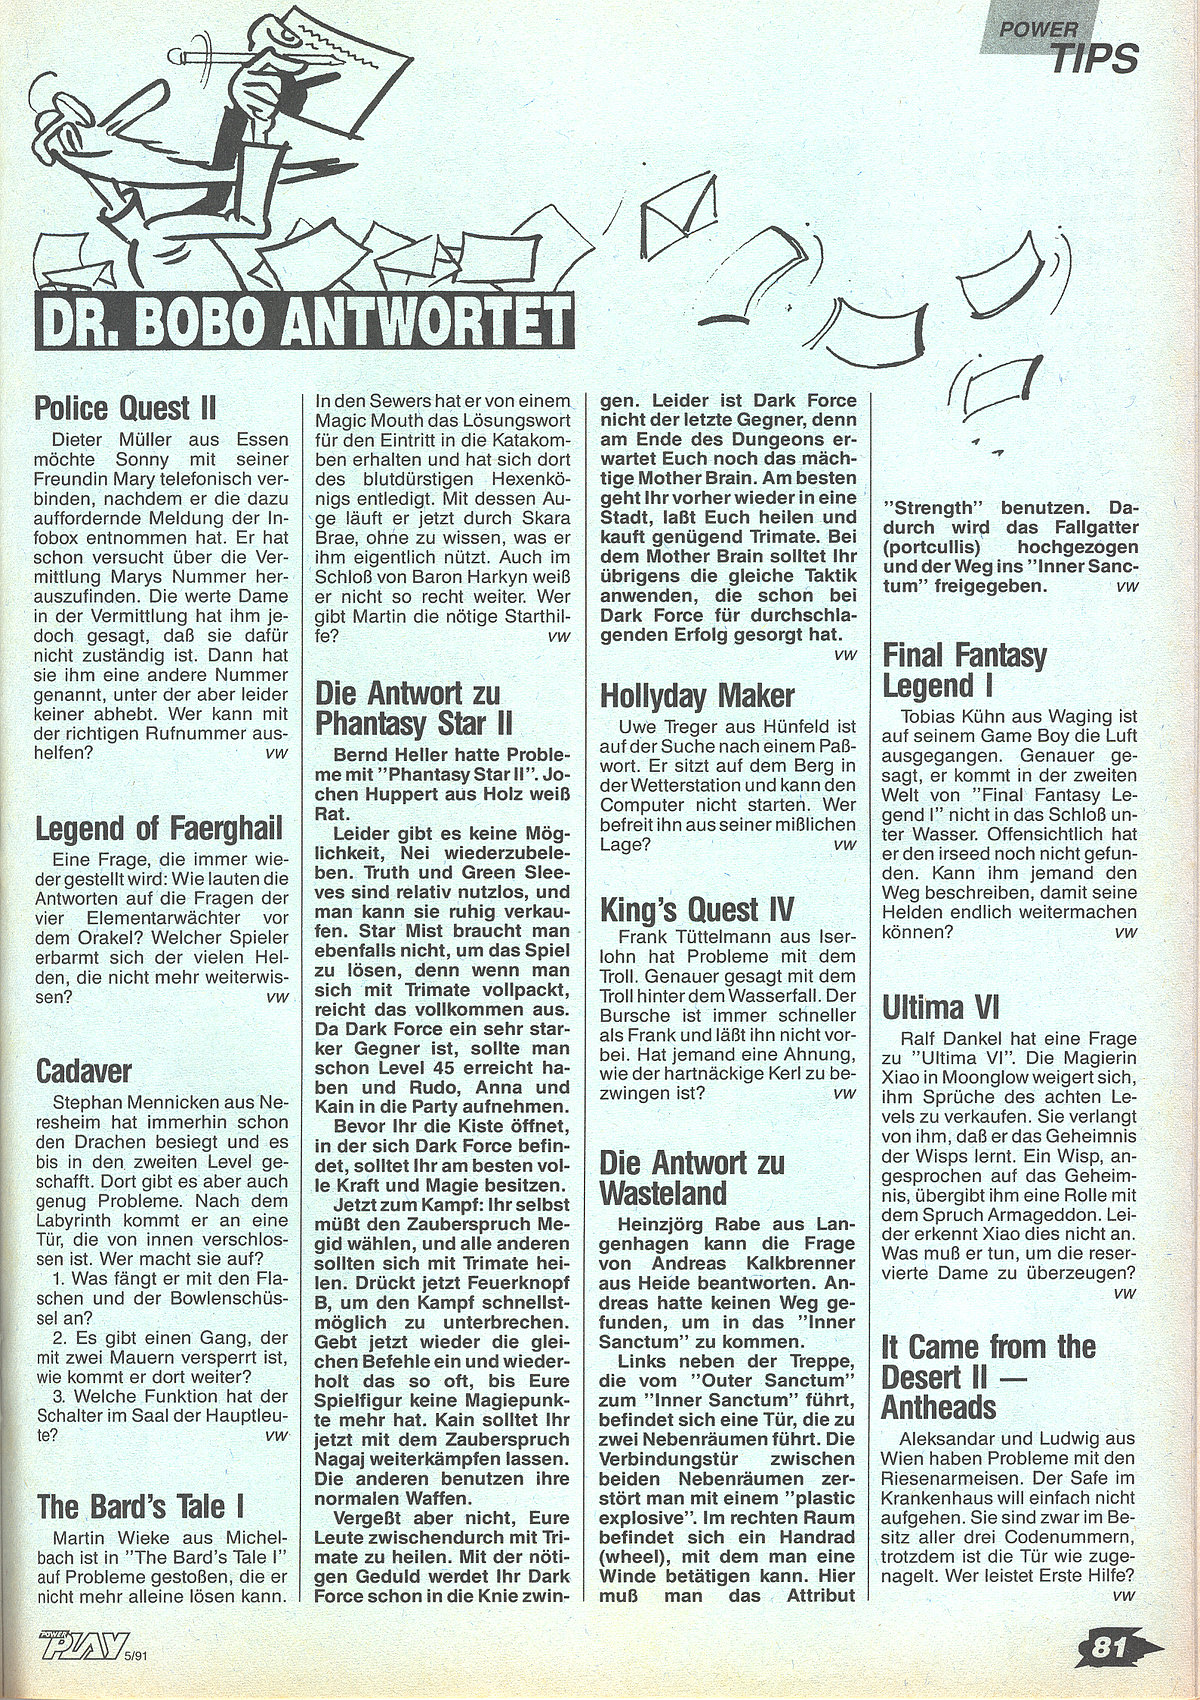 POWER
TIPS
DR. BOBO ANTWORTET
Police Quest II
Dieter Müller aus Essen
möchte Sonny mit seiner
Freundin Mary telefonisch ver-
binden, nachdem er die dazu
auffordernde Meldung der In-
fobox entnommen hat. Er hat
schon versucht über die Ver-
mittlung Marys Nummer her-
auszufinden. Die werte Dame
in der Vermittlung hat ihm je-
doch gesagt, daß sie dafür
nicht zuständig ist. Dann hat
sie ihm eine andere Nummer
genannt, unter der aber leider
keiner abhebt. Wer kann mit
der richtigen Rufnummer aus-
helfen? vw
Legend of Faerghail
Eine Frage, die immer wie-
der gestellt wird: Wie lauten die
Antworten auf die Fragen der
vier Elementarwächter vor
dem Orakel? Welcher Spieler
erbarmt sich der vielen Hel-
den, die nicht mehr weiterwis-
sen? vw
Cadaver
Stephan Mennicken aus Ne-
resheim hat immerhin schon
den Drachen besiegt und es
bis in den zweiten Level ge-
schafft. Dort gibt es aber auch
genug Probleme. Nach dem
Labyrinth kommt er an eine
Tür, die von innen verschlos-
sen ist. Wer macht sie auf?
1. Was fängt er mit den Fla-
schen und der Bowlenschüs-
sel an?
2. Es gibt einen Gang, der
mit zwei Mauern versperrt ist,
wie kommt er dort weiter?
3. Welche Funktion hat der
Schalter im Saal der Hauptleu-
te? vw
The Bard's Tale I
Martin Wieke aus Michel-
bach ist in "The Bard's Tale I"
auf Probleme gestoßen, die er
nicht mehr alleine lösen kann.
In den Sewers hat er von einem
Magic Mouth das Lösungswort
für den Eintritt in die Katakom-
ben erhalten und hat sich dort
des blutdürstigen Hexenkö-
nigs entledigt. Mit dessen Au-
ge läuft er jetzt durch Skara
Brae, ohne zu wissen, was er
ihm eigentlich nützt. Auch im
Schloß von Baron Harkyn weiß
er nicht so recht weiter. Wer
gibt Martin die nötige Starthil-
fe? vw
Die Antwort zu
Phantasy Star II
Bernd Heller hatte Proble-
me mit "Phantasy Star II". Jo-
chen Huppert aus Holz weiß
Rat.
Leider gibt es keine Mög-
lichkeit, Nei wiederzubele-
ben. Truth und Green Slee-
ves sind relativ nutzlos, und
man kann sie ruhig verkau-
fen. Star Mist braucht man
ebenfalls nicht, um das Spiel
zu lösen, denn wenn man
sich mit Trimate vollpackt,
reicht das vollkommen aus.
Da Dark Force ein sehr star-
ker Gegner ist, sollte man
schon Level 45 erreicht ha-
ben und Rudo, Anna und
Kain in die Party aufnehmen.
Bevor Ihr die Kiste öffnet,
in der sich Dark Force befin-
det, solltet Ihr am besten vol-
le Kraft und Magie besitzen.
Jetzt zum Kampf: Ihr selbst
müßt den Zauberspruch Me-
gid wählen, und alle anderen
sollten sich mit Trimate hei-
len. Drückt jetzt Feuerknopf
B, um den Kampf schnellst-
möglich zu unterbrechen.
Gebt jetzt wieder die glei-
chen Befehle ein und wieder-
holt das so oft, bis Eure
Spielfigur keine Magiepunk-
te mehr hat. Kain solltet Ihr
jetzt mit dem Zauberspruch
Nagaj weiterkämpfen lassen.
Die anderen benutzen ihre
normalen Waffen.
Vergeßt aber nicht, Eure
Leute zwischendurch mit Tri-
mate zu heilen. Mit der nöti-
gen Geduld werdet Ihr Dark
Force schon in die Knie zwin-
gen. Leider ist Dark Force
nicht der letzte Gegner, denn
am Ende des Dungeons er-
wartet Euch noch das mäch-
tige Mother Brain. Am besten
geht Ihr vorher wieder in eine
Stadt, laßt Euch heilen und
kauft genügend Trimate. Bei
dem Mother Brain solltet Ihr
übrigens die gleiche Taktik
anwenden, die schon bei
Dark Force für durchschla-
genden Erfolg gesorgt hat.
vw
Hollyday Maker
Uwe Treger aus Hünfeld ist
auf der Suche nach einem Paß-
wort. Er sitzt auf dem Berg in
der Wetterstation und kann den
Computer nicht starten. Wer
befreit ihn aus seiner mißlichen
Lage? vw
King's Quest IV
Frank Tüttelmann aus Iser-
lohn hat Probleme mit dem
Troll. Genauer gesagt mit dem
Troll hinter dem Wasserfall. Der
Bursche ist immer schneller
als Frank und läßt ihn nicht vor-
bei. Hat jemand eine Ahnung,
wie der hartnäckige Kerl zu be-
zwingen ist? vw
Die Antwort zu
Wasteland
Heinzjörg Rabe aus Lan-
genhagen kann die Frage
von Andreas Kalkbrenner
aus Heide beantworten. An-
dreas hatte keinen Weg ge-
funden, um in das "Inner
Sanctum" zu kommen.
Links neben der Treppe,
die vom "Outer Sanctum"
zum "Inner Sanctum" führt,
befindet sich eine Tür, die zu
zwei Nebenräumen führt. Die
Verbindungstür zwischen
beiden Nebenräumen zer-
stört man mit einem "plastic
explosive". Im rechten Raum
befindet sich ein Handrad
(wheel), mit dem man eine
Winde betätigen kann. Hier
muß man das Attribut
"Strength" benutzen. Da-
durch wird das Fallgatter
(portcullis) hochgezogen
und der Weg ins "Inner Sanc-
tum" freigegeben. vw
Final Fantasy
Legend I
Tobias Kühn aus Waging ist
auf seinem Game Boy die Luft
ausgegangen. Genauer ge-
sagt, er kommt in der zweiten
Welt von "Final Fantasy Le-
gend I" nicht in das Schloß un-
ter Wasser. Offensichtlich hat
er den irseed noch nicht gefun-
den. Kann ihm jemand den
Weg beschreiben, damit seine
Helden endlich weitermachen
können? vw
Ultima VI
Ralf Dankel hat eine Frage
zu "Ultima VI". Die Magierin
Xiao in Moonglow weigert sich,
ihm Sprüche des achten Le-
vels zu verkaufen. Sie verlangt
von ihm, daß er das Geheimnis
der Wisps lernt. Ein Wisp, an-
gesprochen auf das Geheim-
nis, übergibt ihm eine Rolle mit
dem Spruch Armageddon. Lei-
der erkennt Xiao dies nicht an.
Was muß er tun, um die reser-
vierte Dame zu überzeugen?
vw
It Came from the
Desert II —
Antheads
Aleksandar und Ludwig aus
Wien haben Probleme mit den
Riesenarmeisen. Der Safe im
Krankenhaus will einfach nicht
aufgehen. Sie sind zwar im Be-
sitz aller drei Codenummern,
trotzdem ist die Tür wie zuge-
nagelt. Wer leistet Erste Hilfe?
vw
POWER
PLAY 5/91
81